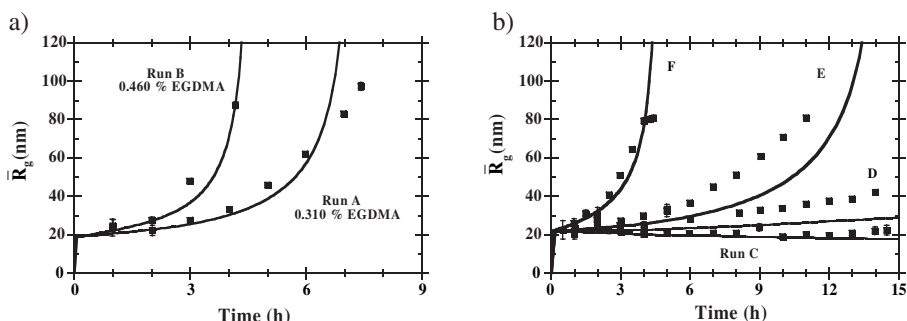 a)
120
100
80
60
40
20
0
R̄g (nm)
Run B
0.460 % EGDMA
Run A
0.310 % EGDMA
0 3 6 9
Time (h)
b)
120
100
80
60
40
20
0
R̄g (nm)
F
E
D
Run C
0 3 6 9 12 15
Time (h)